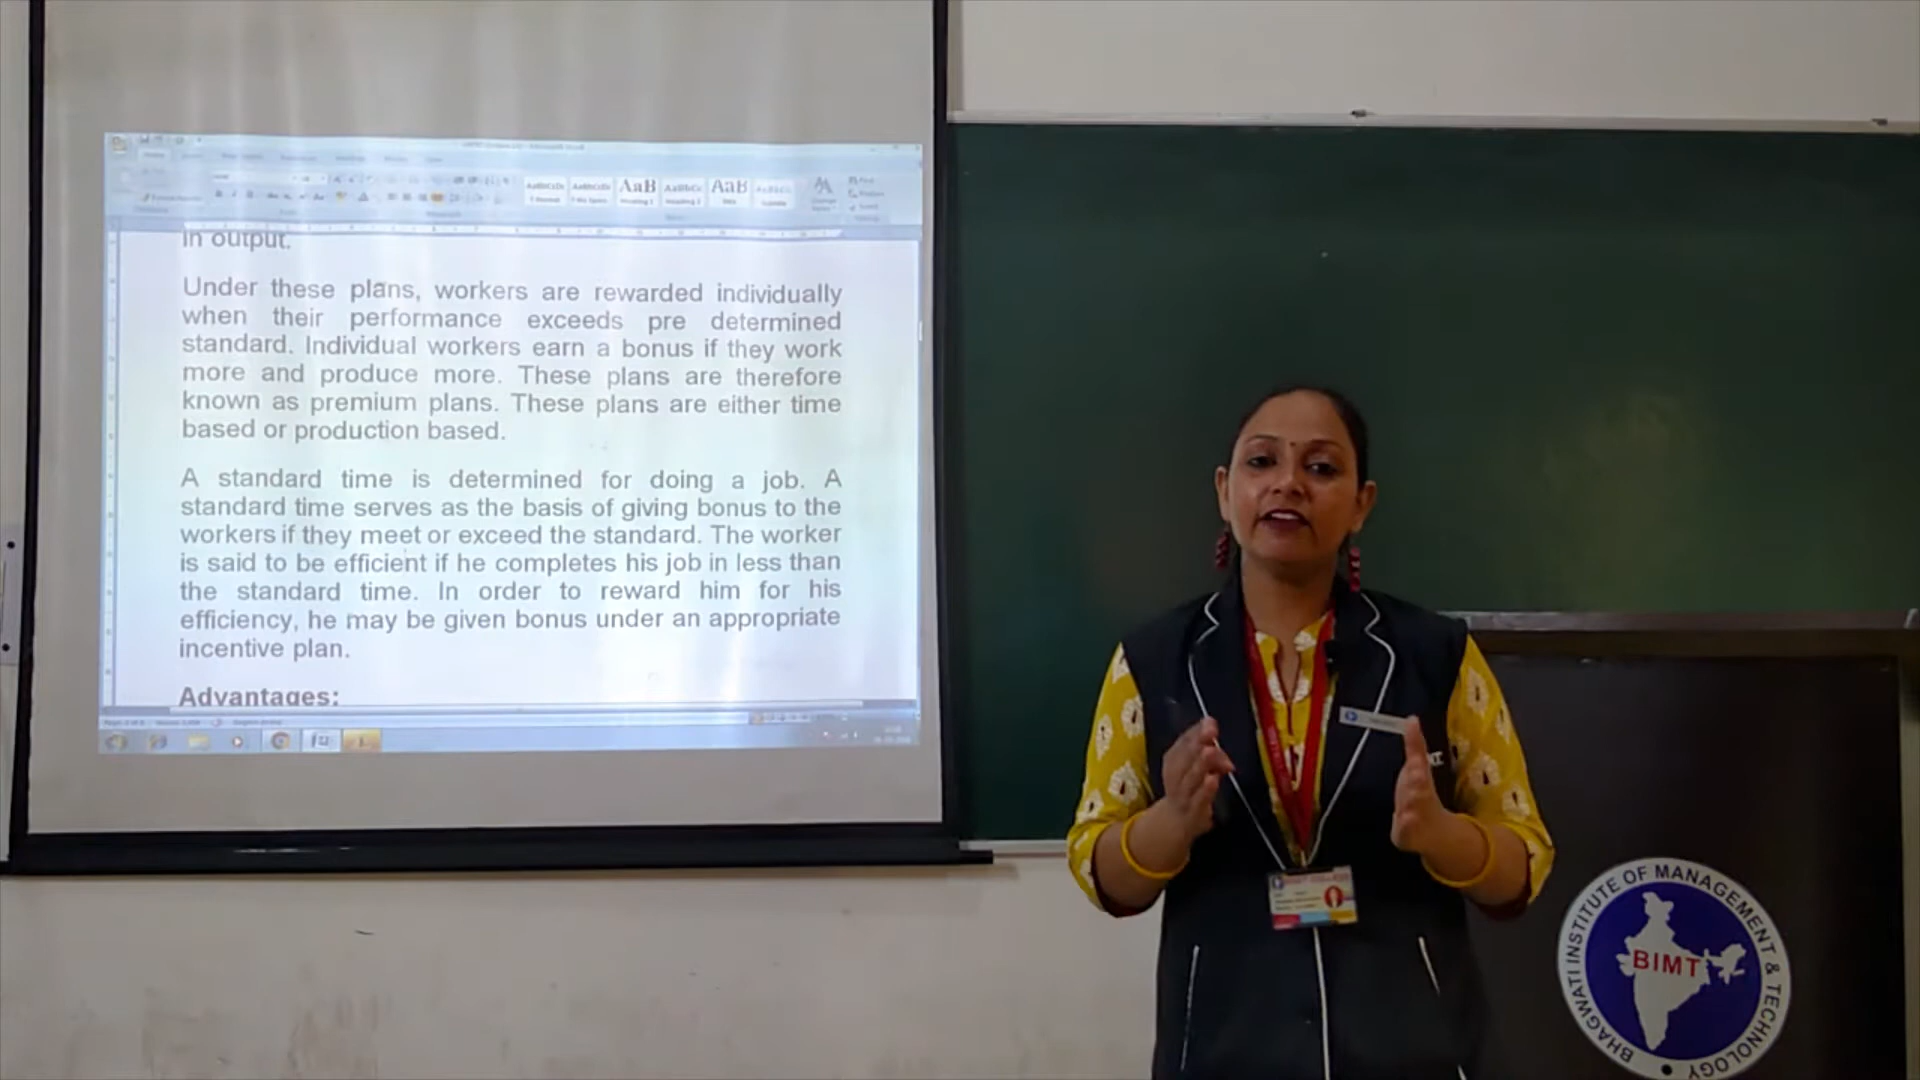 AaBbCcDc AaBbCcDc AaB AaBbCc AaB
in output.
Under these plans, workers are rewarded individually
when their performance exceeds pre determined
standard. Individual workers earn a bonus if they work
more and produce more. These plans are therefore
known as premium plans. These plans are either time
based or production based.
A standard time is determined for doing a job. A
standard time serves as the basis of giving bonus to the
workers if they meet or exceed the standard. The worker
is said to be efficient if he completes his job in less than
the standard time. In order to reward him for his
efficiency, he may be given bonus under an appropriate
incentive plan.
Advantages:
BHAGWATI INSTITUTE OF MANAGEMENT & TECHNOLOGY
BIMT